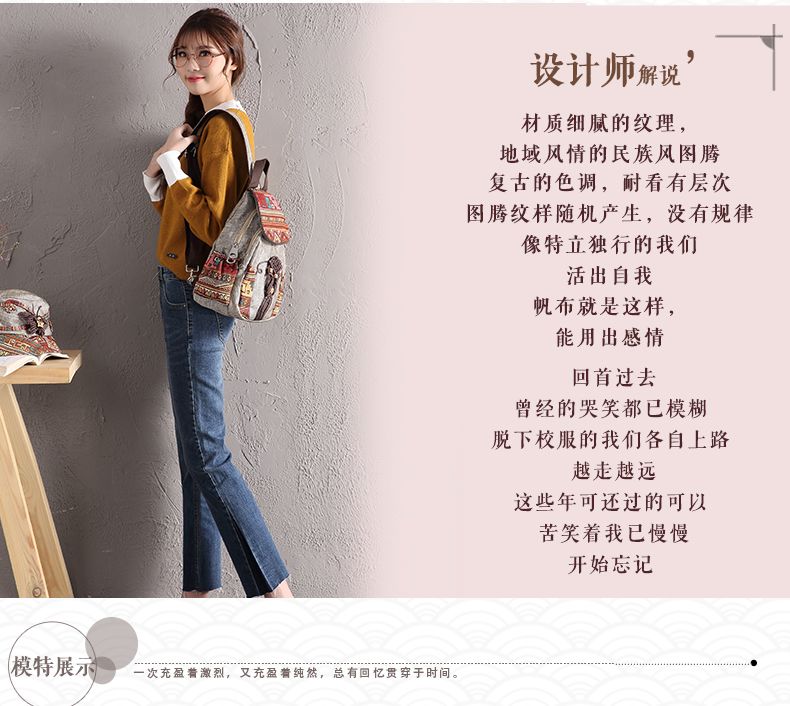 设计师解说’
材质细腻的纹理，
地域风情的民族风图腾
复古的色调，耐看有层次
图腾纹样随机产生，没有规律
像特立独行的我们
活出自我
帆布就是这样，
能用出感情
回首过去
曾经的哭笑都已模糊
脱下校服的我们各自上路
越走越远
这些年可还过的可以
苦笑着我已慢慢
开始忘记
模特展示
一次充盈着激烈，又充盈着纯然，总有回忆贯穿于时间。